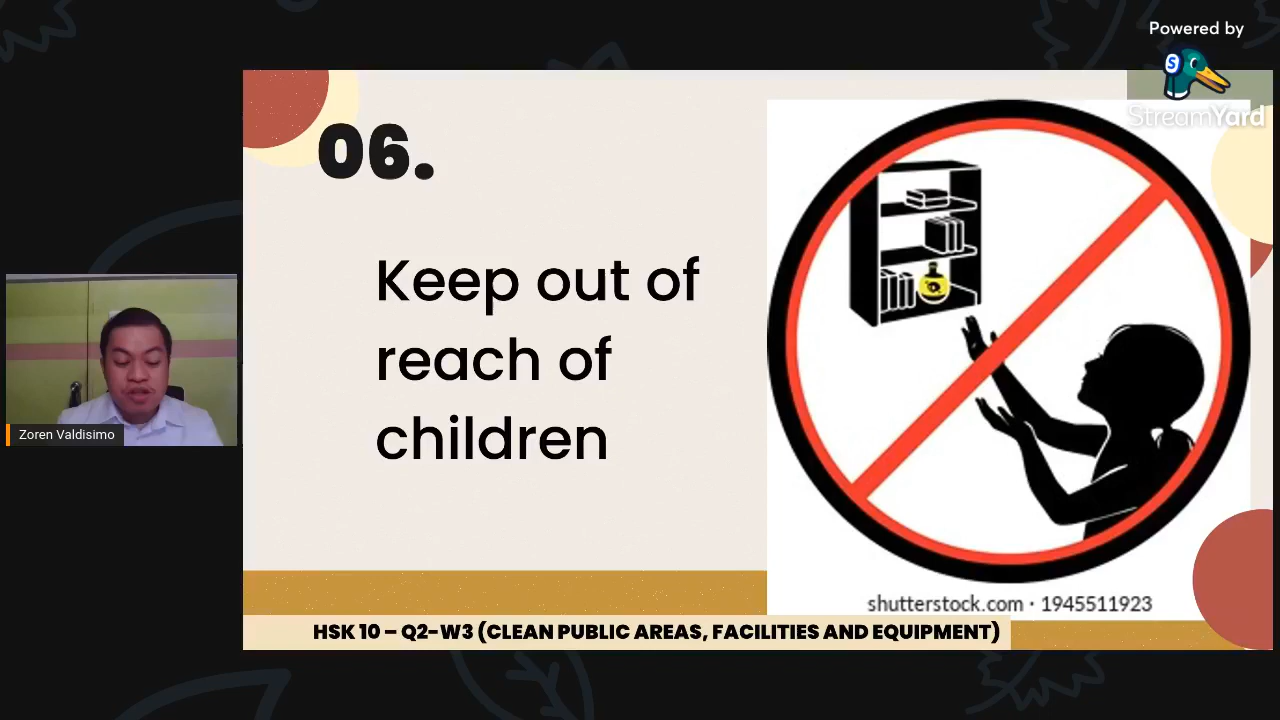 Powered by
StreamYard
06.
Keep out of
reach of
children
Zoren Valdisimo
shutterstock.com · 1945511923
HSK 10 – Q2-W3 (CLEAN PUBLIC AREAS, FACILITIES AND EQUIPMENT)